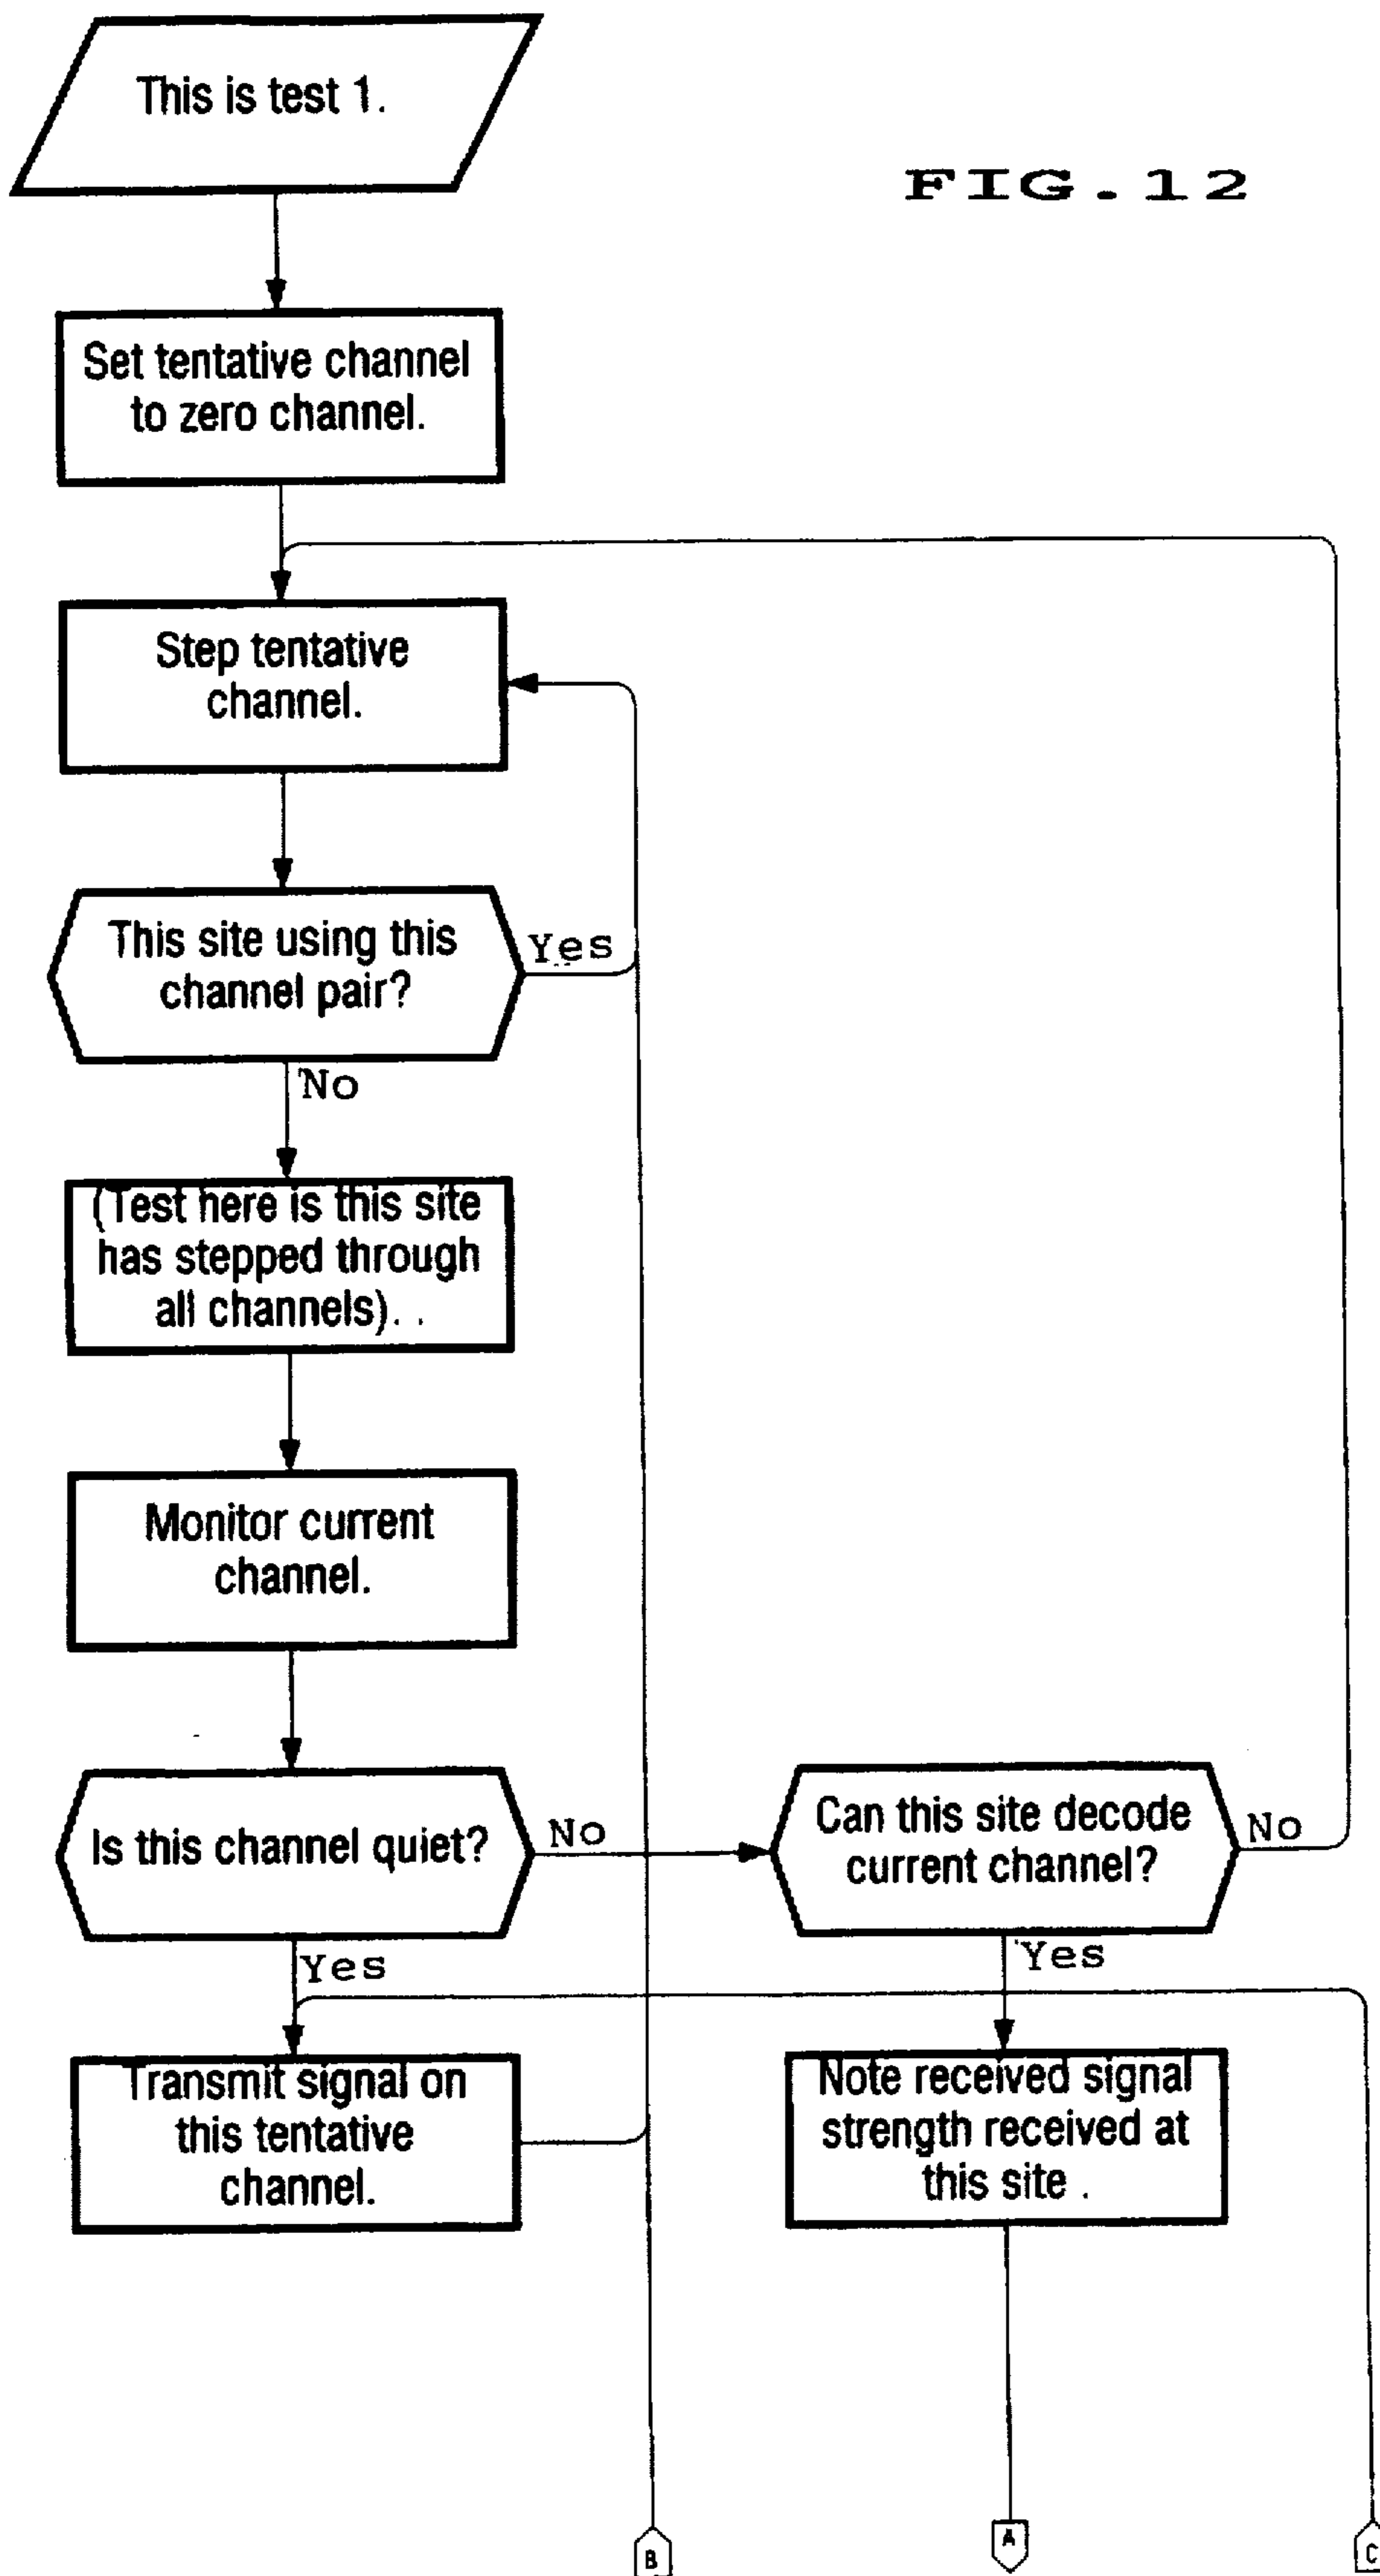 This is test 1.
FIG.12
Set tentative channel
to zero channel.
Step tentative
channel.
This site using this
channel pair?
Yes
No
(Test here is this site
has stepped through
all channels). .
Monitor current
channel.
Is this channel quiet?
No
Can this site decode
current channel?
No
Yes
Yes
Transmit signal on
this tentative
channel.
Note received signal
strength received at
this site .
B
A
C